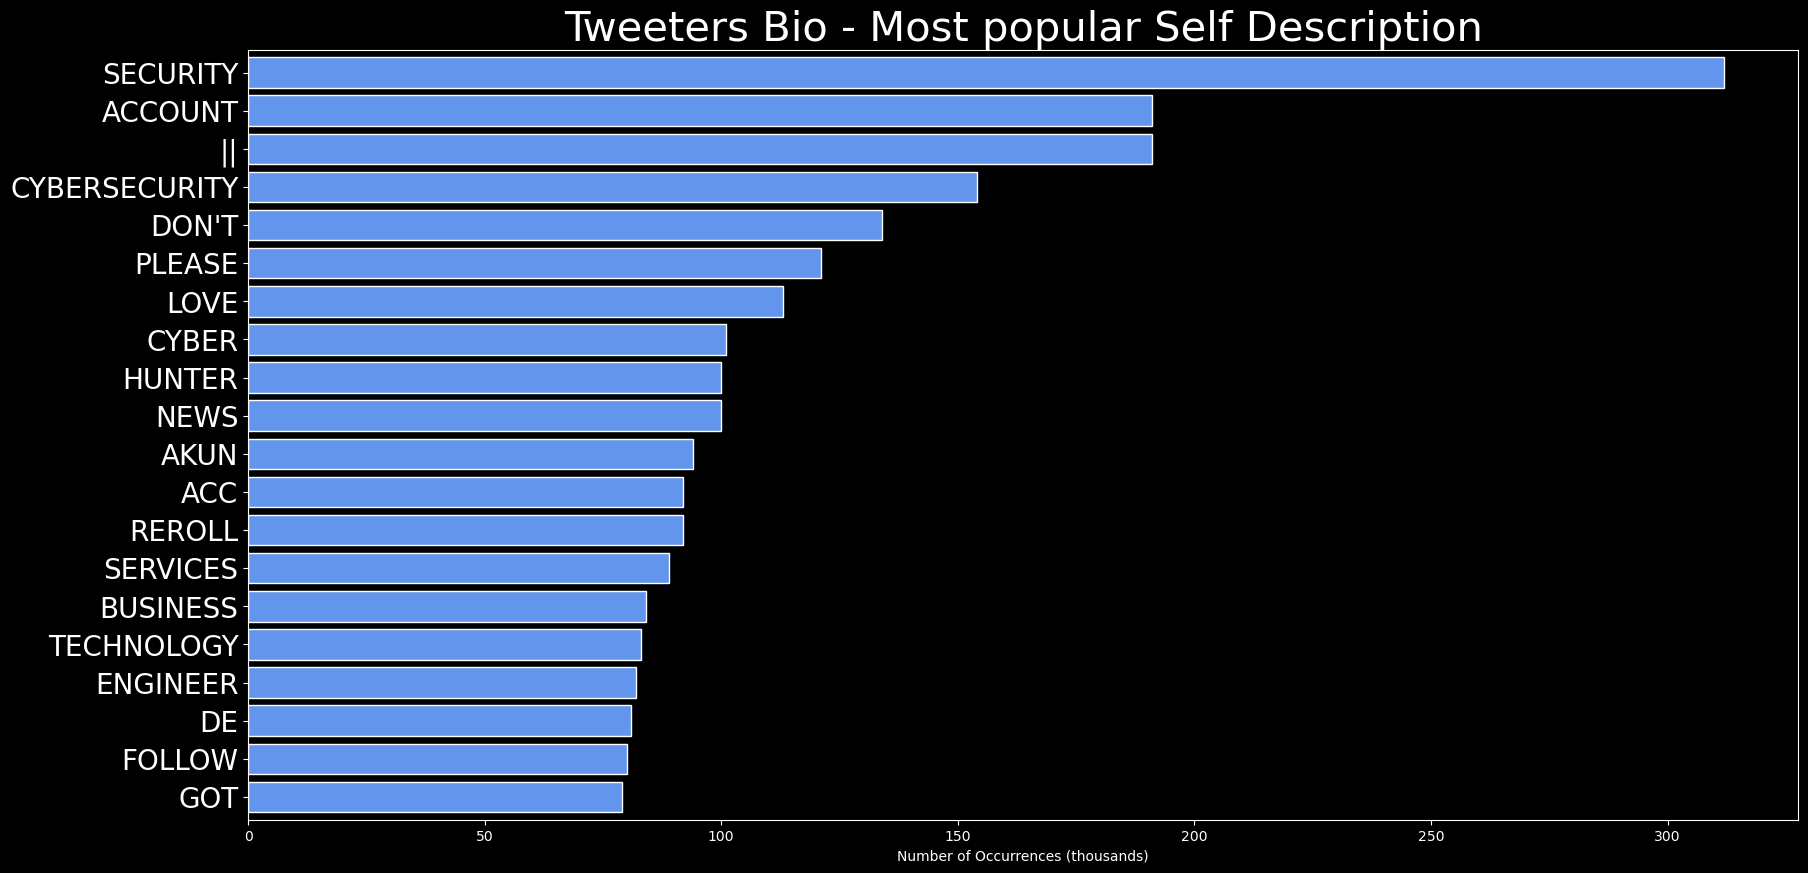 Tweeters Bio - Most popular Self Description
SECURITY
ACCOUNT
||
CYBERSECURITY
DON'T
PLEASE
LOVE
CYBER
HUNTER
NEWS
AKUN
ACC
REROLL
SERVICES
BUSINESS
TECHNOLOGY
ENGINEER
DE
FOLLOW
GOT
0 50 100 150 200 250 300
Number of Occurrences (thousands)